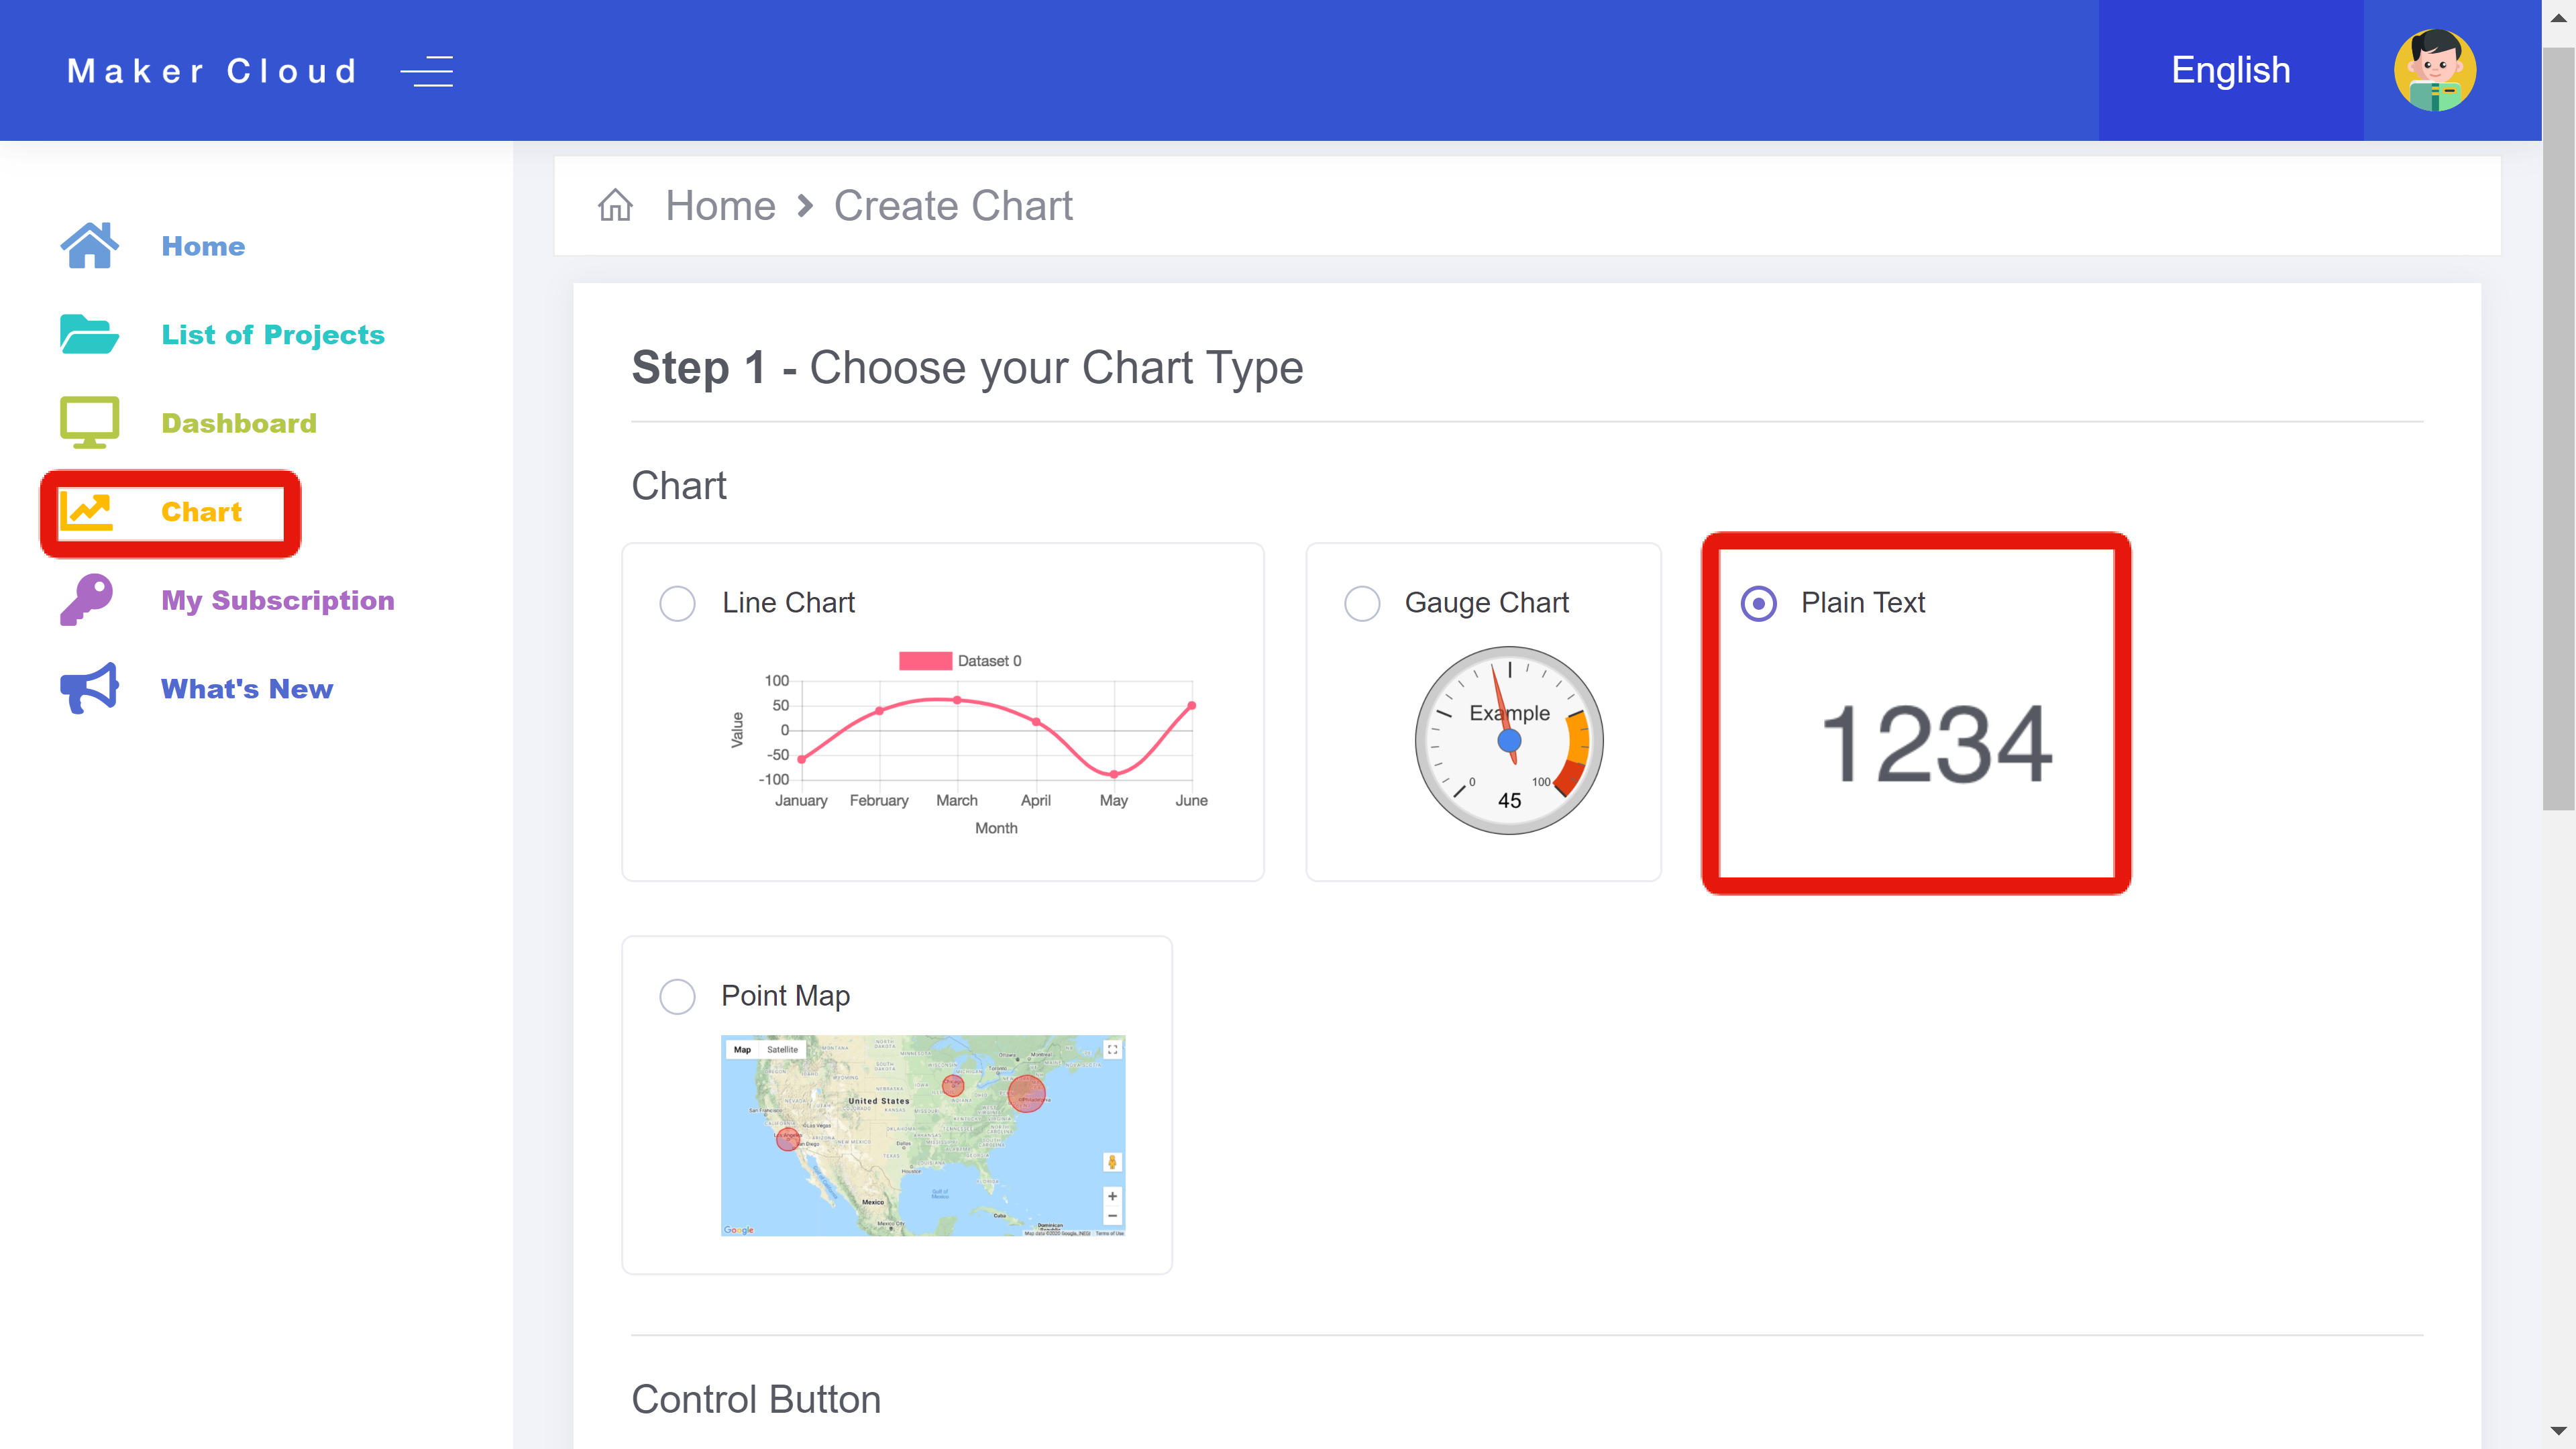 Maker Cloud
English
Home
List of Projects
Dashboard
Chart
My Subscription
What's New
Home > Create Chart
Step 1 - Choose your Chart Type
Chart
Line Chart
Dataset 0
100
50
0
-50
-100
Value
January February March April May June
Month
Gauge Chart
Example
0 100
45
Plain Text
1234
Point Map
Map Satellite
United States
Mexico
Google
Control Button